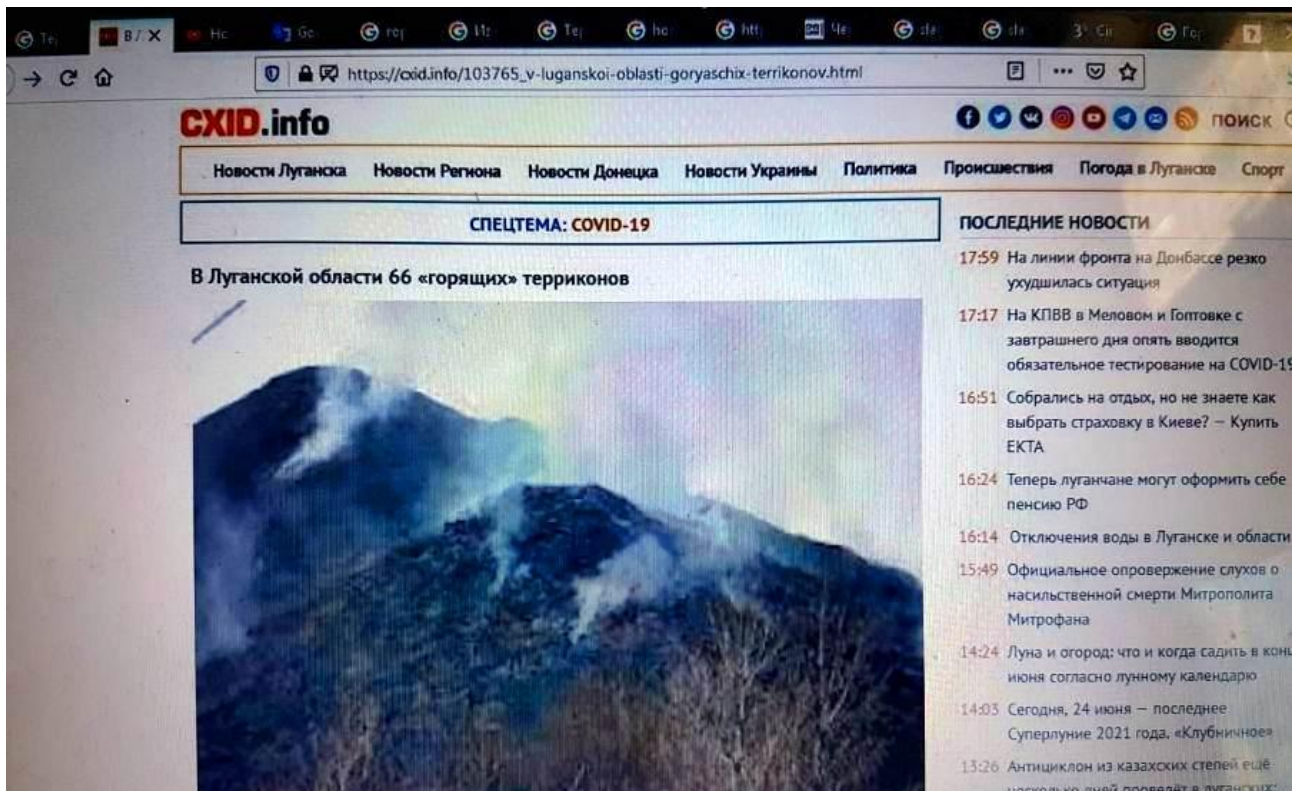 В /
https://cxid.info/103765_v-luganskoi-oblasti-goryaschix-terrikonov.html
CXID.info
ПОИСК
Новости Луганска Новости Региона Новости Донецка Новости Украины Политика Происшествия Погода в Луганске Спорт
СПЕЦТЕМА: COVID-19
В Луганской области 66 «горящих» терриконов
ПОСЛЕДНИЕ НОВОСТИ
17:59 На линии фронта на Донбассе резко
ухудшилась ситуация
17:17 На КПВВ в Меловом и Гоптовке с
завтрашнего дня опять вводится
обязательное тестирование на COVID-19
16:51 Собрались на отдых, но не знаете как
выбрать страховку в Киеве? — Купить
ЕКТА
16:24 Теперь луганчане могут оформить себе
пенсию РФ
16:14 Отключения воды в Луганске и области
15:49 Официальное опровержение слухов о
насильственной смерти Митрополита
Митрофана
14:24 Луна и огород: что и когда садить в
июня согласно лунному календарю
14:03 Сегодня, 24 июня — последнее
Суперлуние 2021 года, «Клубничное»
13:26 Антициклон из казахских степей ещё
несколько дней проведёт в луганских